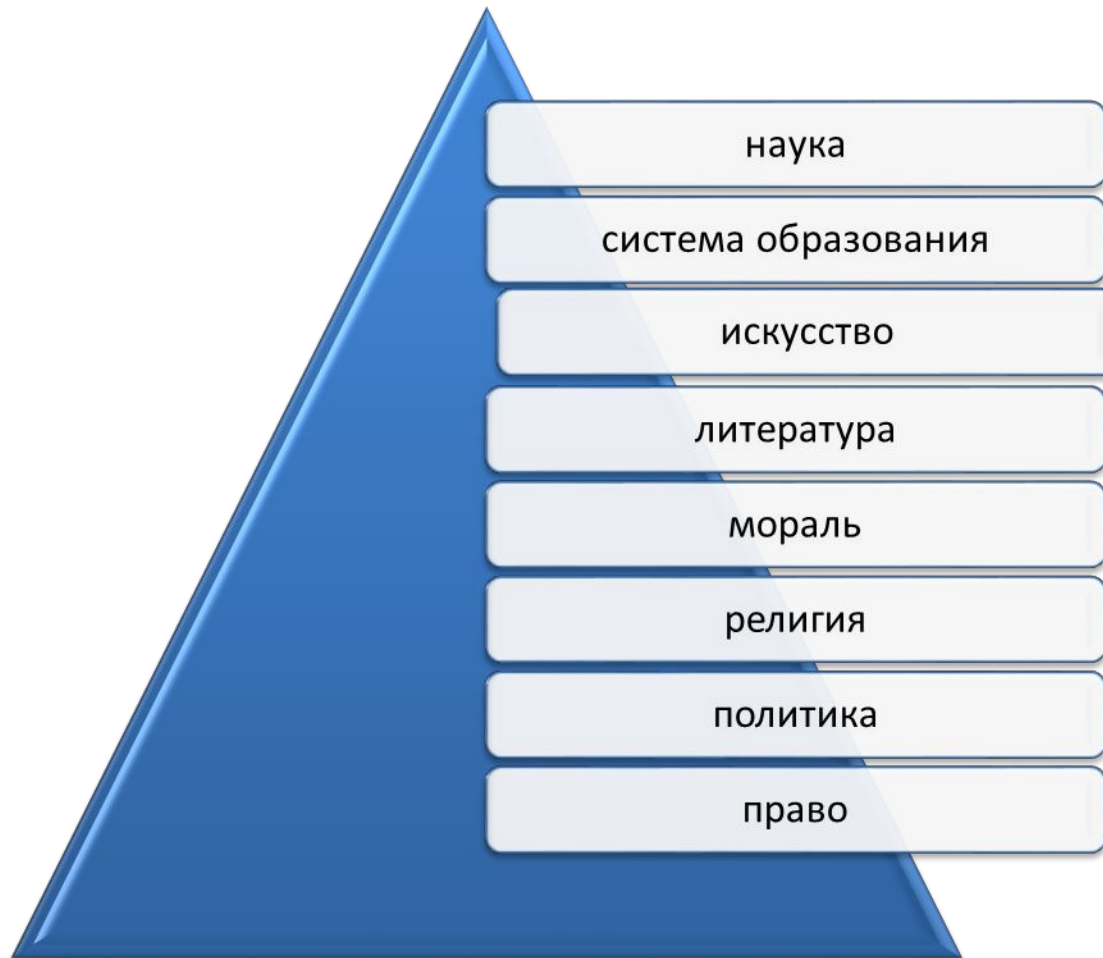 наука
система образования
искусство
литература
мораль
религия
политика
право